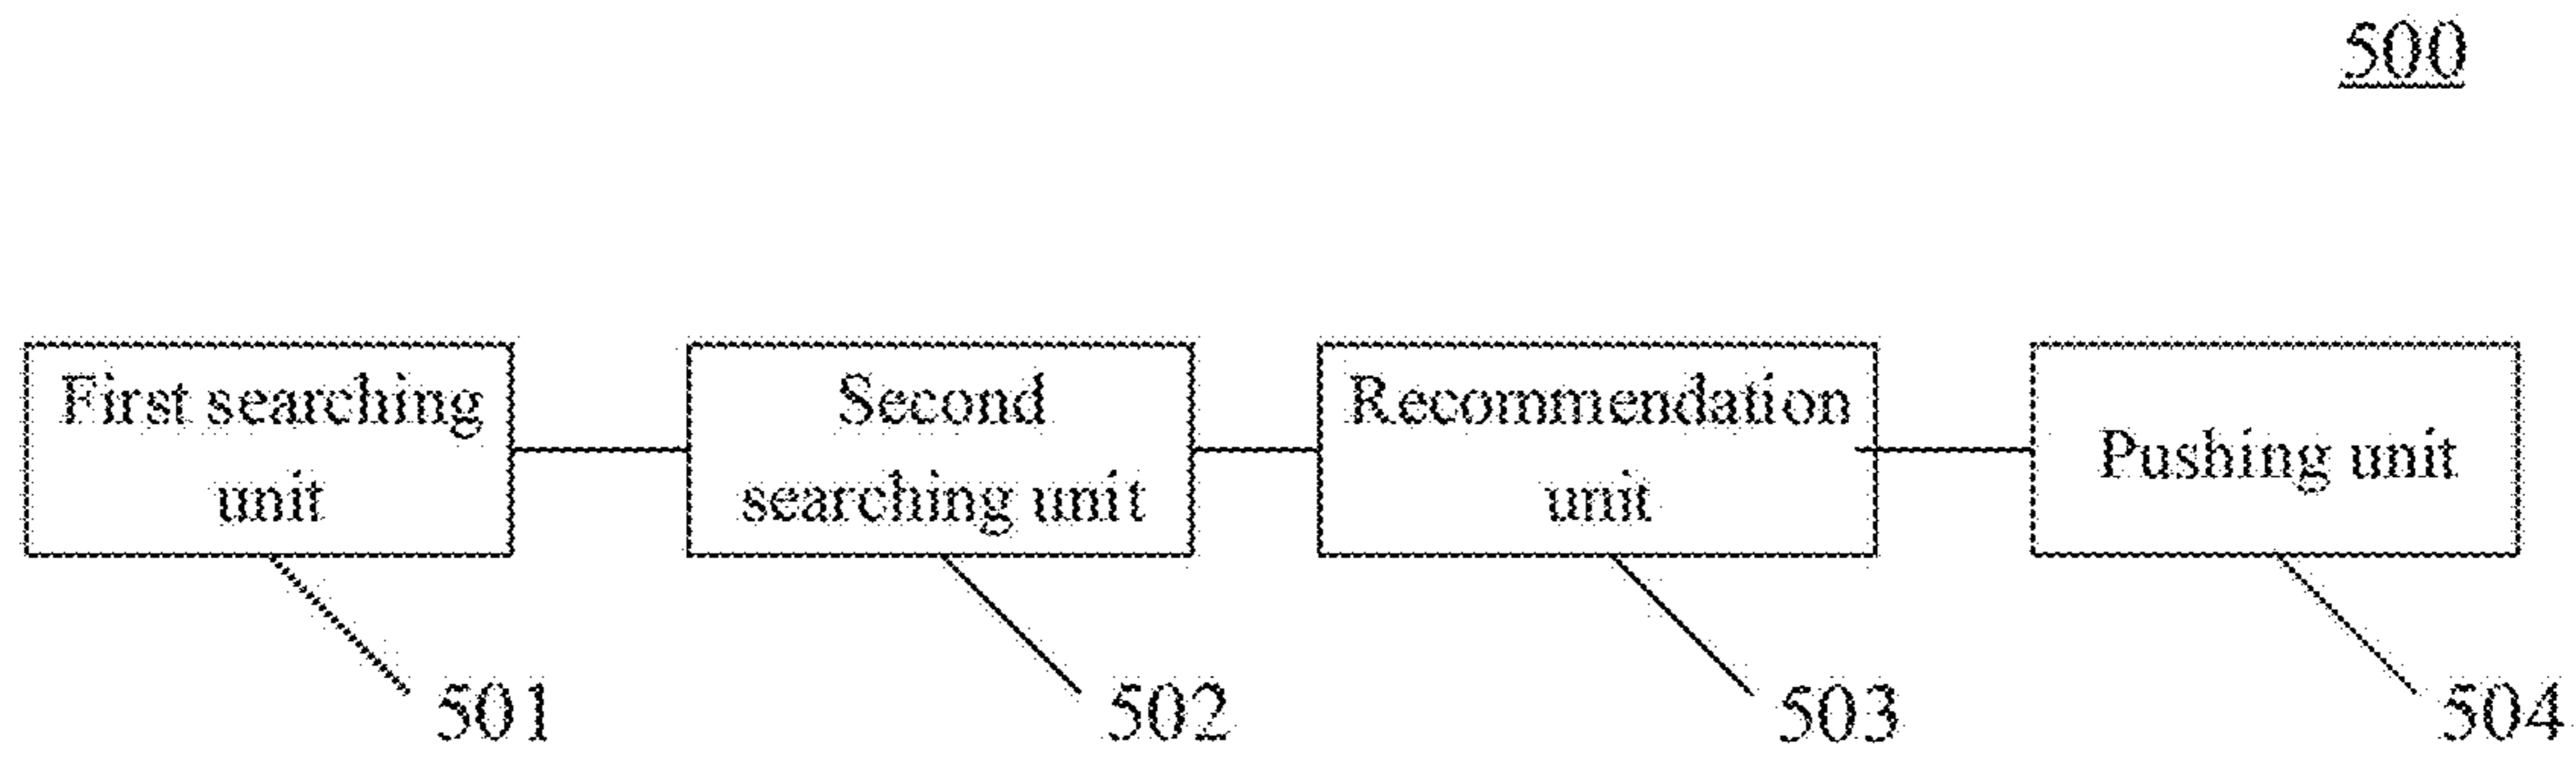 500
First searching
unit
Second
searching unit
Recommendation
unit
Pushing unit
501
502
503
504